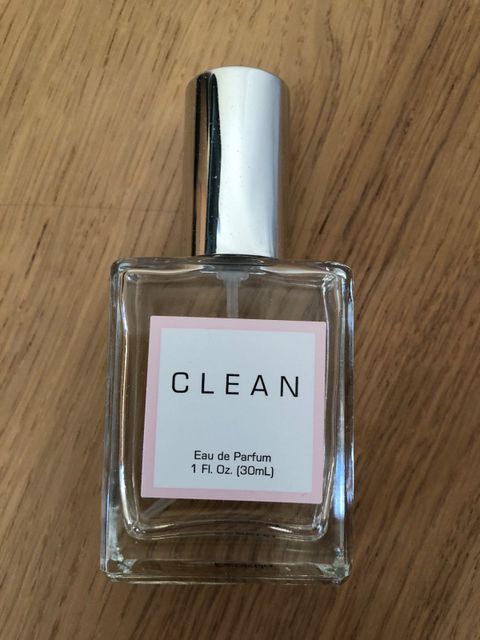 CLEAN
Eau de Parfum
1 Fl. Oz. (30mL)